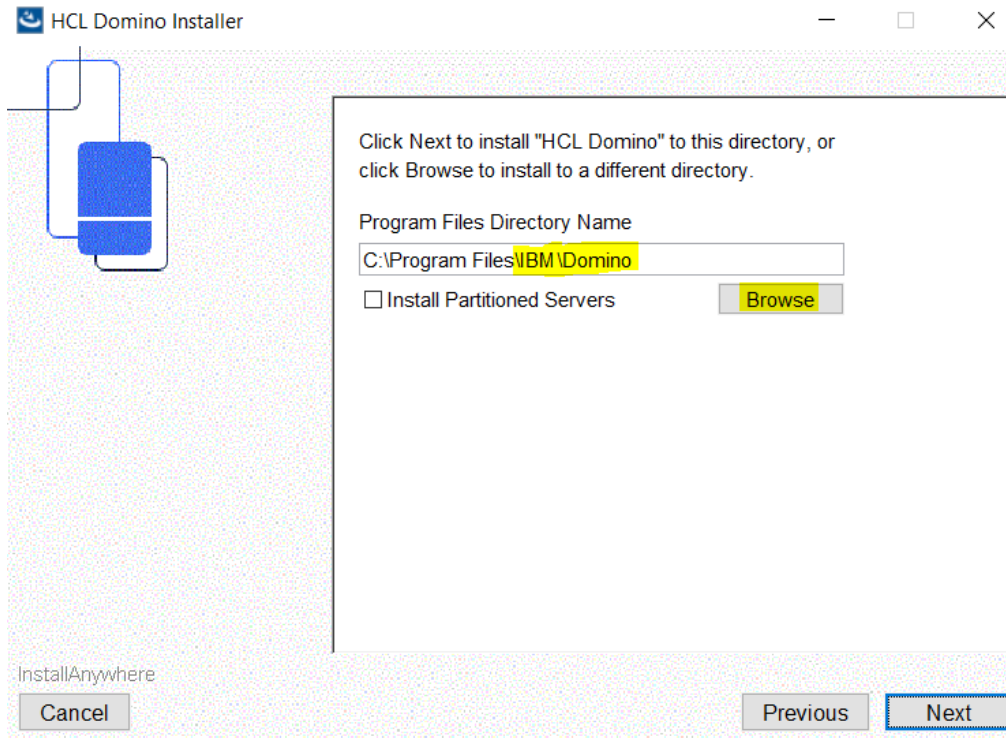 HCL Domino Installer
Click Next to install "HCL Domino" to this directory, or
click Browse to install to a different directory.
Program Files Directory Name
C:\Program Files\IBM\Domino
Install Partitioned Servers
Browse
InstallAnywhere
Cancel
Previous
Next